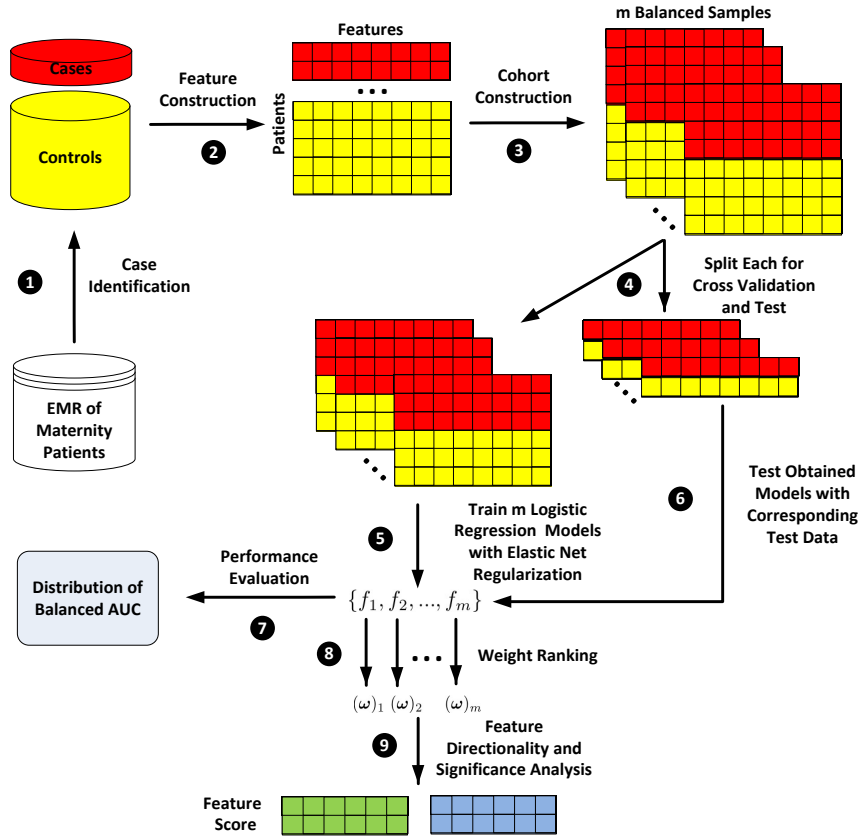 m Balanced Samples
Features
Cases
Feature
Construction
Cohort
Construction
Patients
Controls
2
3
1
Case
Identification
4
Split Each for
Cross Validation
and Test
EMR of
Maternity
Patients
5
Train m Logistic
Regression Models
with Elastic Net
Regularization
6
Test Obtained
Models with
Corresponding
Test Data
Performance
Evaluation
Distribution of
Balanced AUC
7
{f₁, f₂, ..., fₘ}
8
Weight Ranking
(ω)₁ (ω)₂ (ω)ₘ
9
Feature
Directionality and
Significance Analysis
Feature
Score